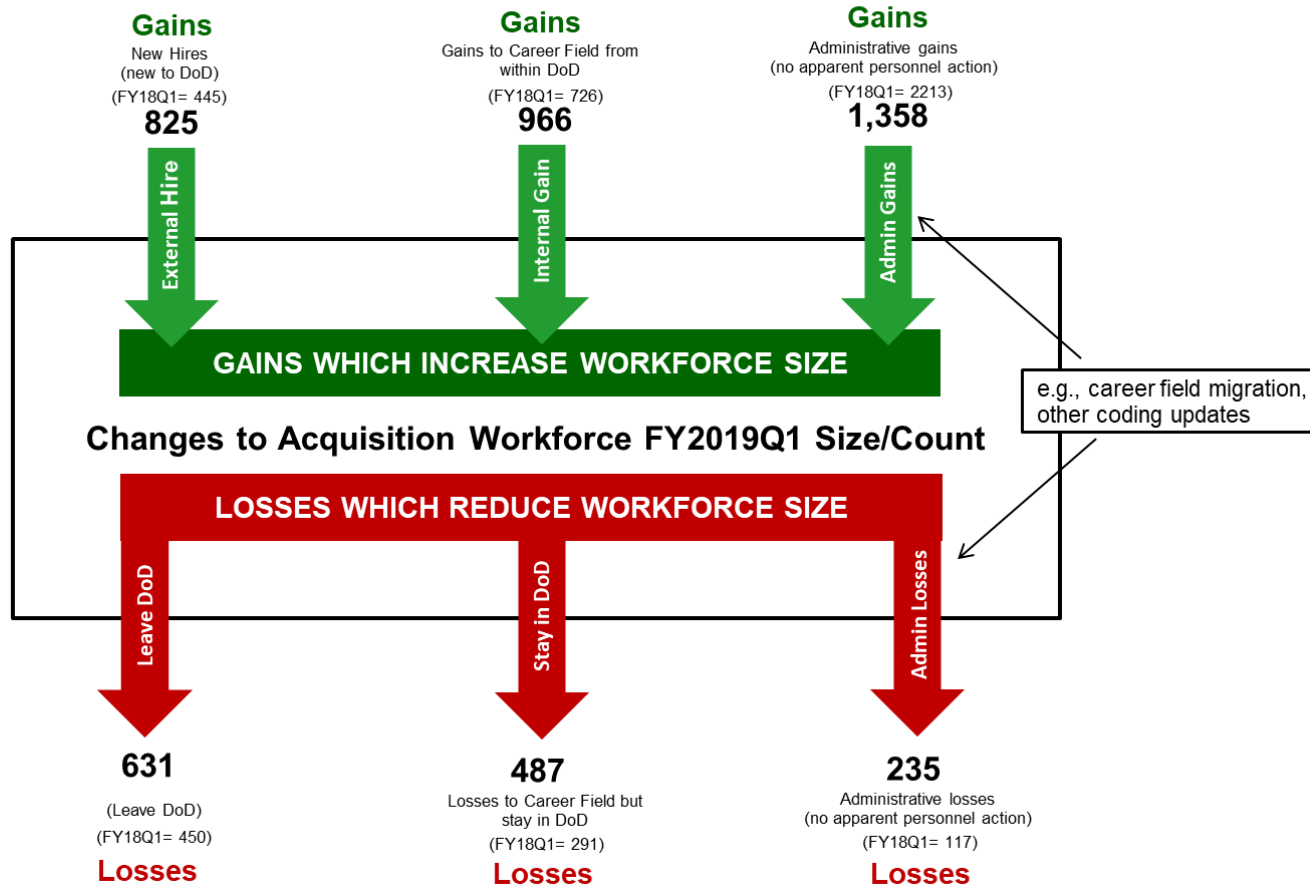 Gains
New Hires
(new to DoD)
(FY18Q1= 445)
825
External Hire
Gains
Gains to Career Field from
within DoD
(FY18Q1= 726)
966
Internal Gain
Gains
Administrative gains
(no apparent personnel action)
(FY18Q1= 2213)
1,358
Admin Gains
GAINS WHICH INCREASE WORKFORCE SIZE
e.g., career field migration,
other coding updates
Changes to Acquisition Workforce FY2019Q1 Size/Count
LOSSES WHICH REDUCE WORKFORCE SIZE
Leave DoD
631
(Leave DoD)
(FY18Q1= 450)
Losses
Stay in DoD
487
Losses to Career Field but
stay in DoD
(FY18Q1= 291)
Losses
Admin Losses
235
Administrative losses
(no apparent personnel action)
(FY18Q1= 117)
Losses